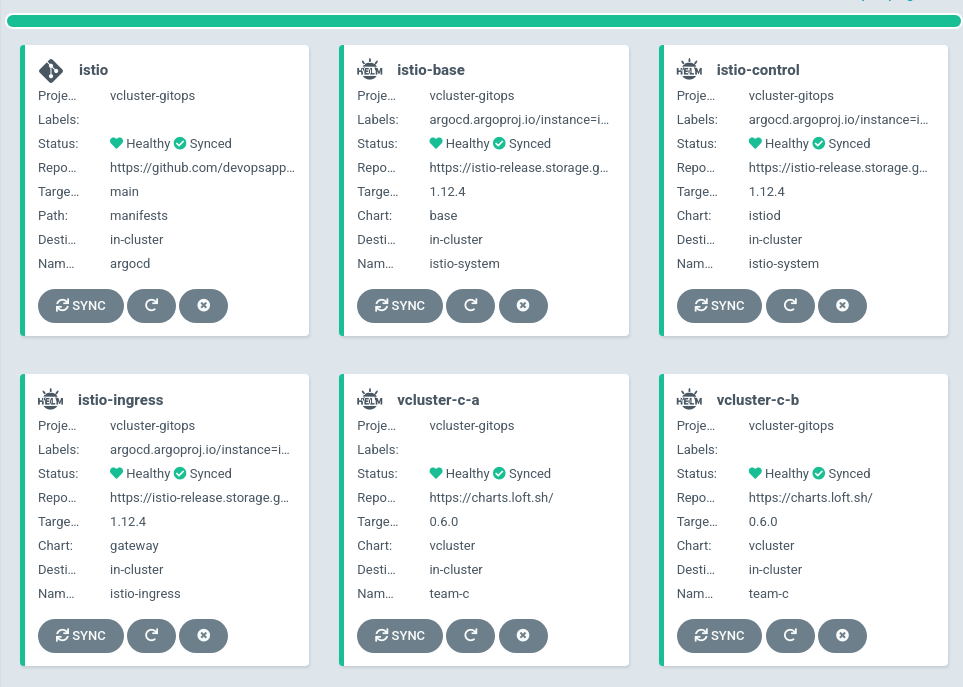 istio
Proje... vcluster-gitops
Labels:
Status: Healthy Synced
Repo... https://github.com/devopsapp...
Targe... main
Path: manifests
Desti... in-cluster
Nam... argocd
SYNC
HELM istio-base
Proje... vcluster-gitops
Labels: argocd.argoproj.io/instance=i...
Status: Healthy Synced
Repo... https://istio-release.storage.g...
Targe... 1.12.4
Chart: base
Desti... in-cluster
Nam... istio-system
SYNC
HELM istio-control
Proje... vcluster-gitops
Labels: argocd.argoproj.io/instance=i...
Status: Healthy Synced
Repo... https://istio-release.storage.g...
Targe... 1.12.4
Chart: istiod
Desti... in-cluster
Nam... istio-system
SYNC
HELM istio-ingress
Proje... vcluster-gitops
Labels: argocd.argoproj.io/instance=i...
Status: Healthy Synced
Repo... https://istio-release.storage.g...
Targe... 1.12.4
Chart: gateway
Desti... in-cluster
Nam... istio-ingress
SYNC
HELM vcluster-c-a
Proje... vcluster-gitops
Labels:
Status: Healthy Synced
Repo... https://charts.loft.sh/
Targe... 0.6.0
Chart: vcluster
Desti... in-cluster
Nam... team-c
SYNC
HELM vcluster-c-b
Proje... vcluster-gitops
Labels:
Status: Healthy Synced
Repo... https://charts.loft.sh/
Targe... 0.6.0
Chart: vcluster
Desti... in-cluster
Nam... team-c
SYNC